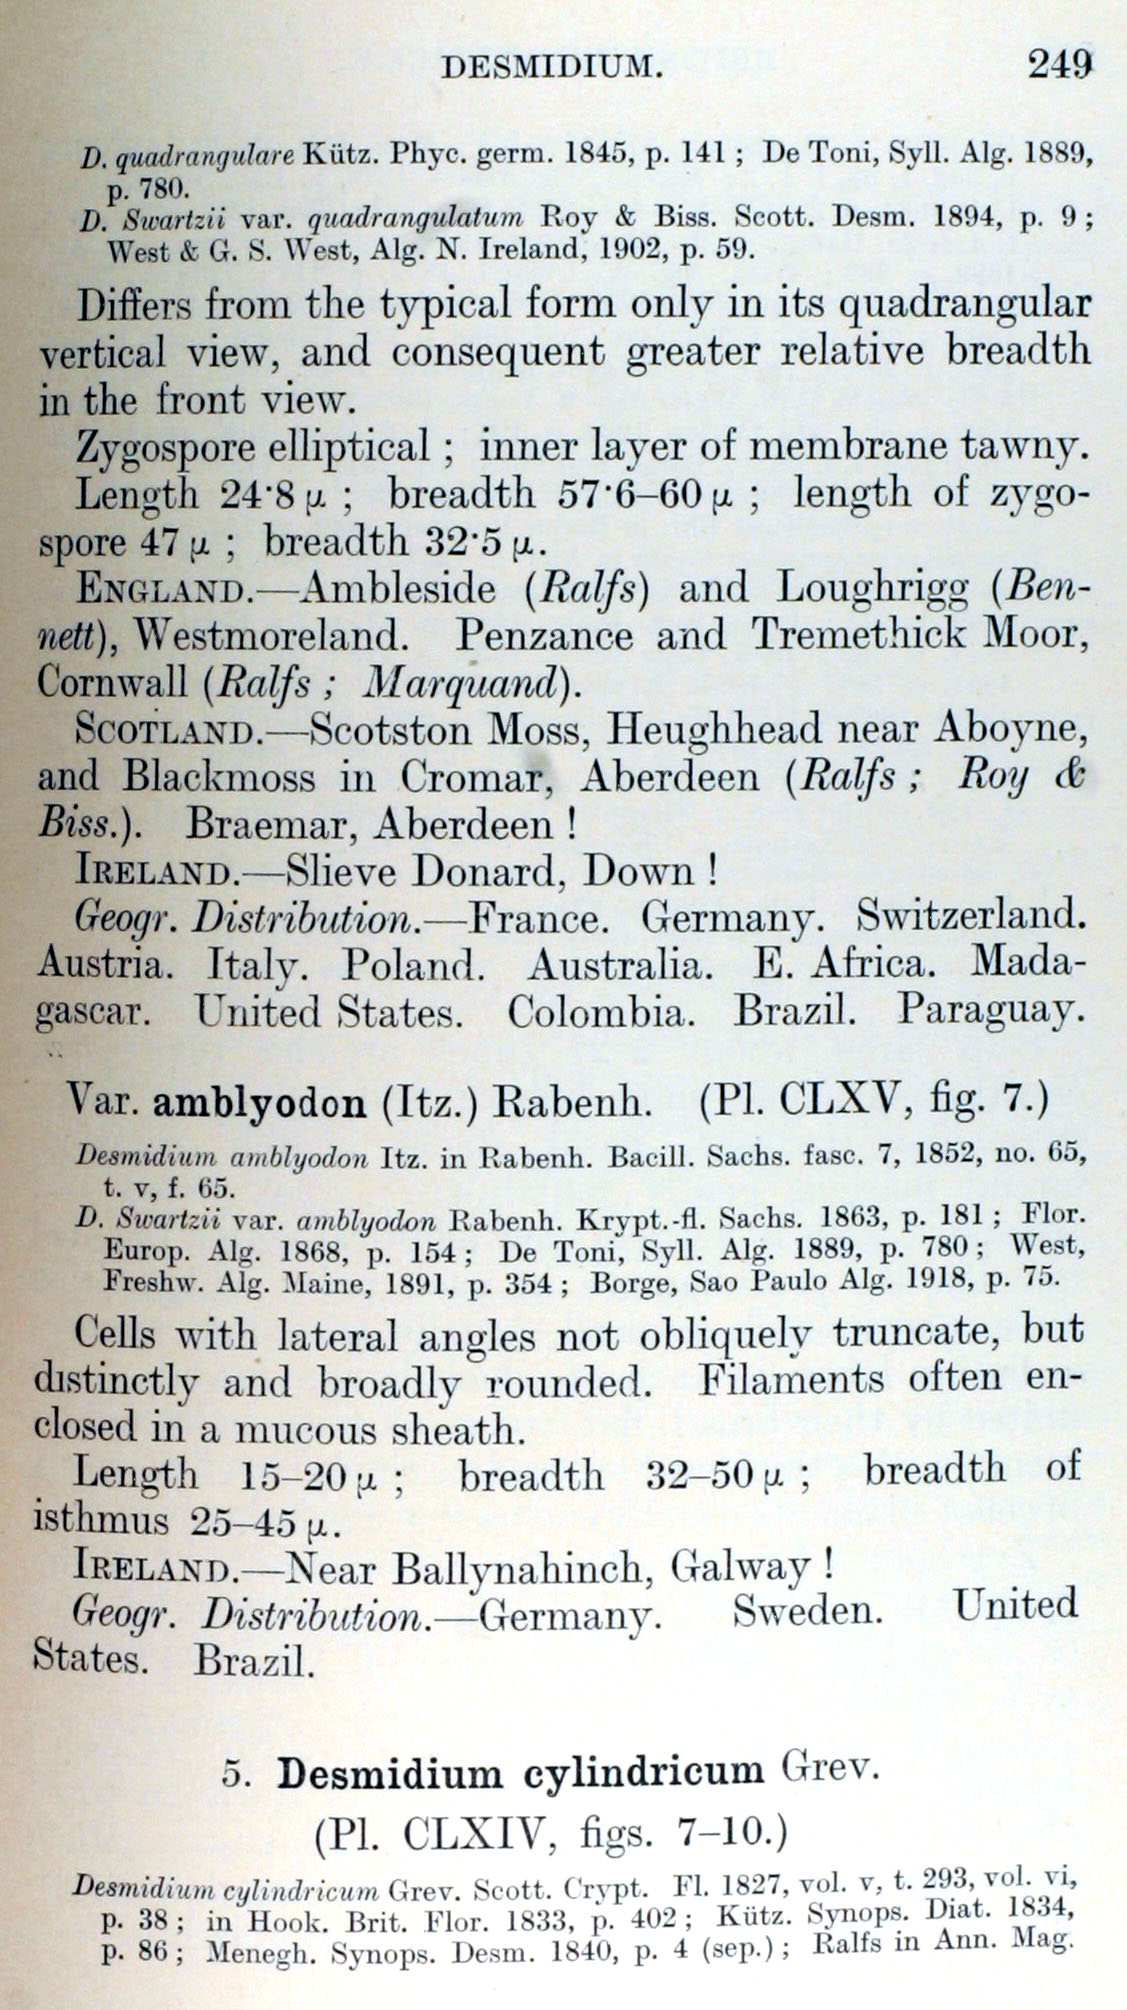 DESMIDIUM. 249
D. quadrangulare Kütz. Phyc. germ. 1845, p. 141 ; De Toni, Syll. Alg. 1889,
p. 780.
D. Swartzii var. quadrangulatum Roy & Biss. Scott. Desm. 1894, p. 9 ;
West & G. S. West, Alg. N. Ireland, 1902, p. 59.
Differs from the typical form only in its quadrangular
vertical view, and consequent greater relative breadth
in the front view.
Zygospore elliptical ; inner layer of membrane tawny.
Length 24·8 µ ; breadth 57·6–60 µ ; length of zygo-
spore 47 µ ; breadth 32·5 µ.
ENGLAND.—Ambleside (Ralfs) and Loughrigg (Ben-
nett), Westmoreland. Penzance and Tremethick Moor,
Cornwall (Ralfs ; Marquand).
SCOTLAND.—Scotston Moss, Heughhead near Aboyne,
and Blackmoss in Cromar, Aberdeen (Ralfs ; Roy &
Biss.). Braemar, Aberdeen !
IRELAND.—Slieve Donard, Down !
Geogr. Distribution.—France. Germany. Switzerland.
Austria. Italy. Poland. Australia. E. Africa. Mada-
gascar. United States. Colombia. Brazil. Paraguay.
Var. amblyodon (Itz.) Rabenh. (Pl. CLXV, fig. 7.)
Desmidium amblyodon Itz. in Rabenh. Bacill. Sachs. fasc. 7, 1852, no. 65,
t. v, f. 65.
D. Swartzii var. amblyodon Rabenh. Krypt.-fl. Sachs. 1863, p. 181 ; Flor.
Europ. Alg. 1868, p. 154 ; De Toni, Syll. Alg. 1889, p. 780 ; West,
Freshw. Alg. Maine, 1891, p. 354 ; Borge, Sao Paulo Alg. 1918, p. 75.
Cells with lateral angles not obliquely truncate, but
distinctly and broadly rounded. Filaments often en-
closed in a mucous sheath.
Length 15–20 µ ; breadth 32–50 µ ; breadth of
isthmus 25–45 µ.
IRELAND.—Near Ballynahinch, Galway !
Geogr. Distribution.—Germany. Sweden. United
States. Brazil.
5. Desmidium cylindricum Grev.
(Pl. CLXIV, figs. 7–10.)
Desmidium cylindricum Grev. Scott. Crypt. Fl. 1827, vol. v, t. 293, vol. vi,
p. 38 ; in Hook. Brit. Flor. 1833, p. 402 ; Kütz. Synops. Diat. 1834,
p. 86 ; Menegh. Synops. Desm. 1840, p. 4 (sep.) ; Ralfs in Ann. Mag.